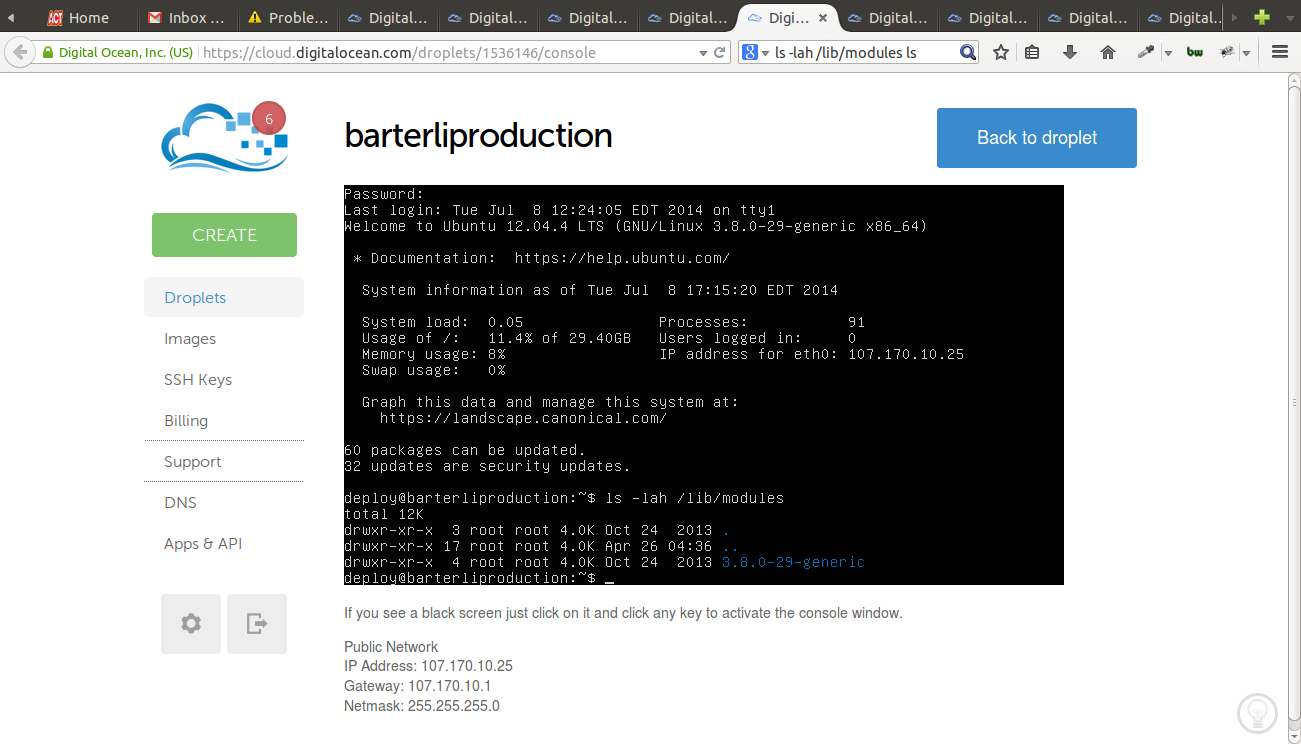 ACT Home
Inbox ...
Proble...
Digital...
Digital...
Digital...
Digital...
Digi...
Digital...
Digital...
Digital...
Digital...
Digital Ocean, Inc. (US)
https://cloud.digitalocean.com/droplets/1536146/console
ls -lah /lib/modules ls
bw
6
barterliproduction
Back to droplet
CREATE
Droplets
Images
SSH Keys
Billing
Support
DNS
Apps & API
Password:
Last login: Tue Jul  8 12:24:05 EDT 2014 on tty1
Welcome to Ubuntu 12.04.4 LTS (GNU/Linux 3.8.0-29-generic x86_64)
* Documentation:  https://help.ubuntu.com/
System information as of Tue Jul  8 17:15:20 EDT 2014
System load:  0.05               Processes:           91
Usage of /:   11.4% of 29.40GB   Users logged in:     0
Memory usage: 8%                 IP address for eth0: 107.170.10.25
Swap usage:   0%
Graph this data and manage this system at:
https://landscape.canonical.com/
60 packages can be updated.
32 updates are security updates.
deploy@barterliproduction:~$ ls -lah /lib/modules
total 12K
drwxr-xr-x  3 root root 4.0K Oct 24  2013 .
drwxr-xr-x 17 root root 4.0K Apr 26 04:36 ..
drwxr-xr-x  4 root root 4.0K Oct 24  2013 3.8.0-29-generic
deploy@barterliproduction:~$ _
If you see a black screen just click on it and click any key to activate the console window.
Public Network
IP Address: 107.170.10.25
Gateway: 107.170.10.1
Netmask: 255.255.255.0